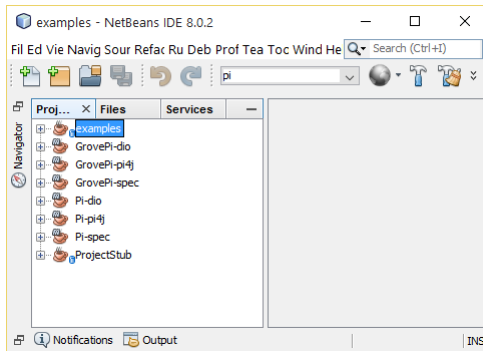 examples - NetBeans IDE 8.0.2
Fil Ed Vie Navig Sour Refac Ru Deb Prof Tea Toc Wind He Search (Ctrl+I)
pi
Proj... Files Services
Navigator
examples
GrovePi-dio
GrovePi-pi4j
GrovePi-spec
Pi-dio
Pi-pi4j
Pi-spec
ProjectStub
Notifications Output INS